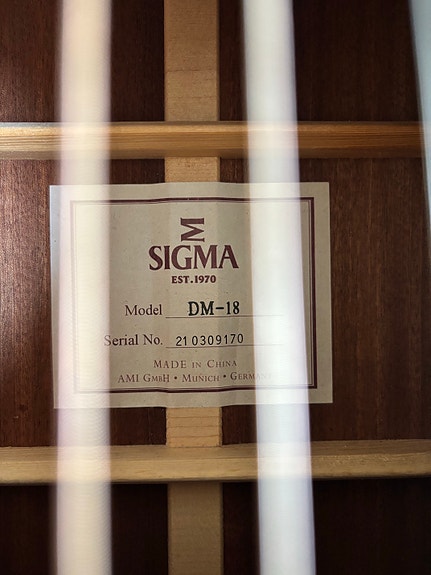 Σ
SIGMA
EST.1970
Model DM-18
Serial No. 210309170
MADE IN CHINA
AMI GMBH • MUNICH • GERMANY